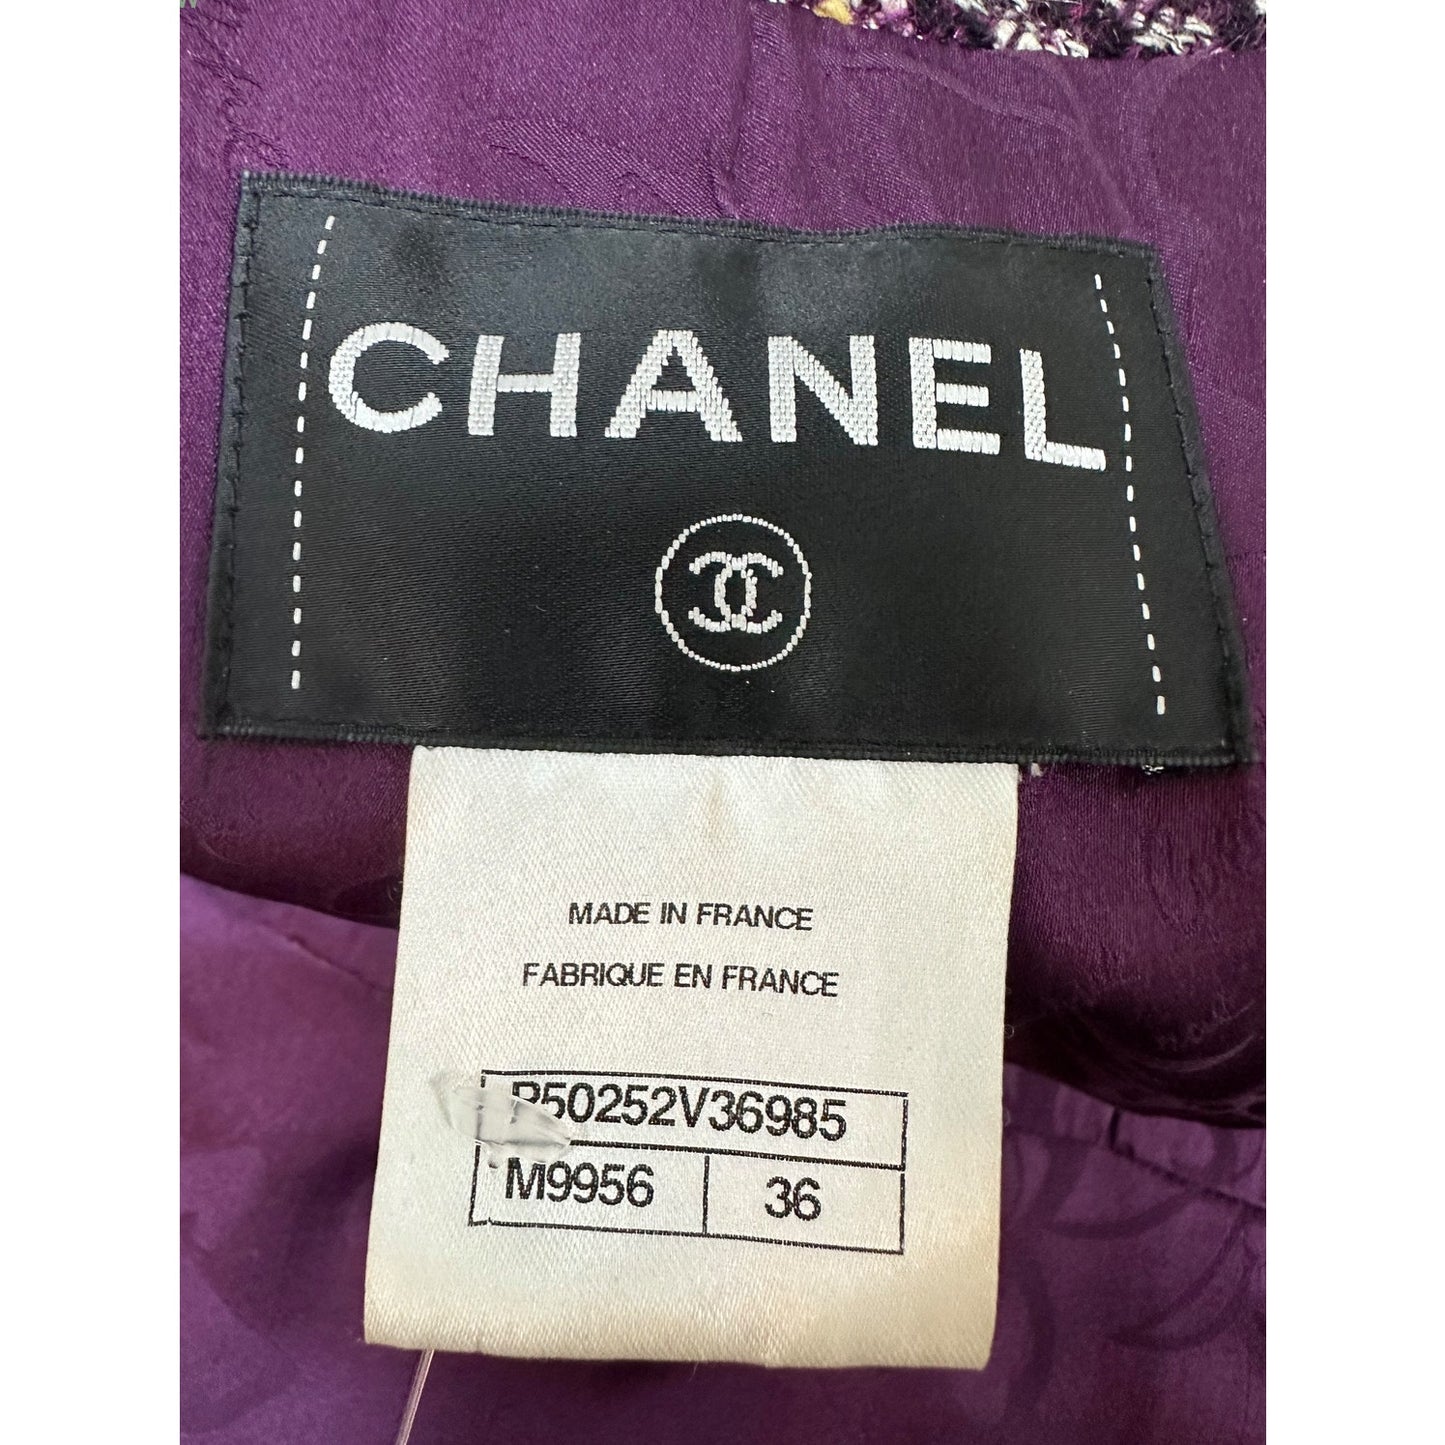 CHANEL
MADE IN FRANCE
FABRIQUE EN FRANCE
P50252V36985
M9956 36